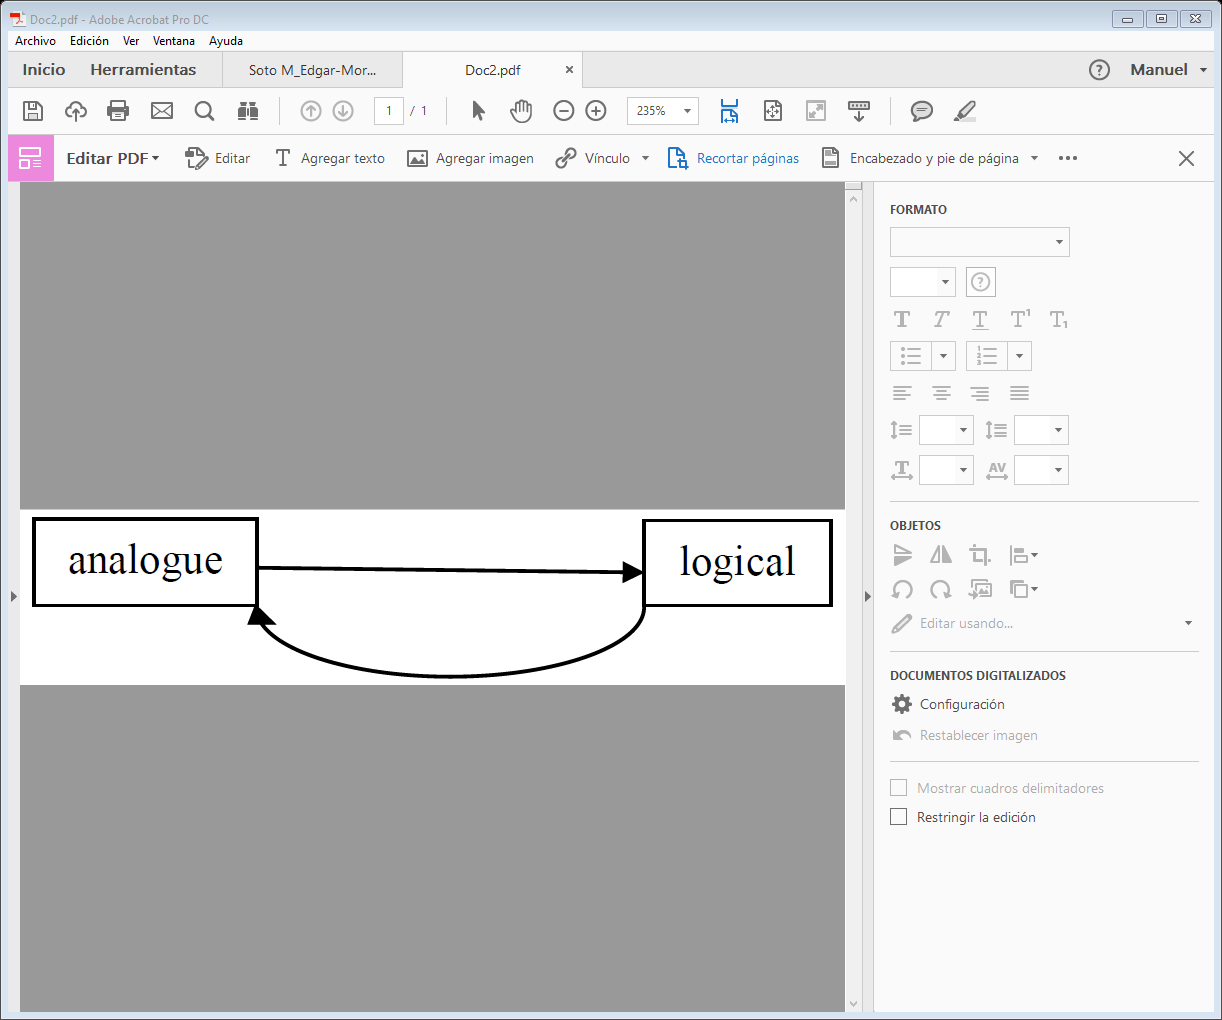 Doc2.pdf - Adobe Acrobat Pro DC
Archivo Edición Ver Ventana Ayuda
Inicio Herramientas Soto M_Edgar-Mor... Doc2.pdf Manuel
1 / 1 235%
Editar PDF Editar Agregar texto Agregar imagen Vínculo Recortar páginas Encabezado y pie de página
FORMATO
OBJETOS
Editar usando...
DOCUMENTOS DIGITALIZADOS
Configuración
Restablecer imagen
Mostrar cuadros delimitadores
Restringir la edición
analogue logical